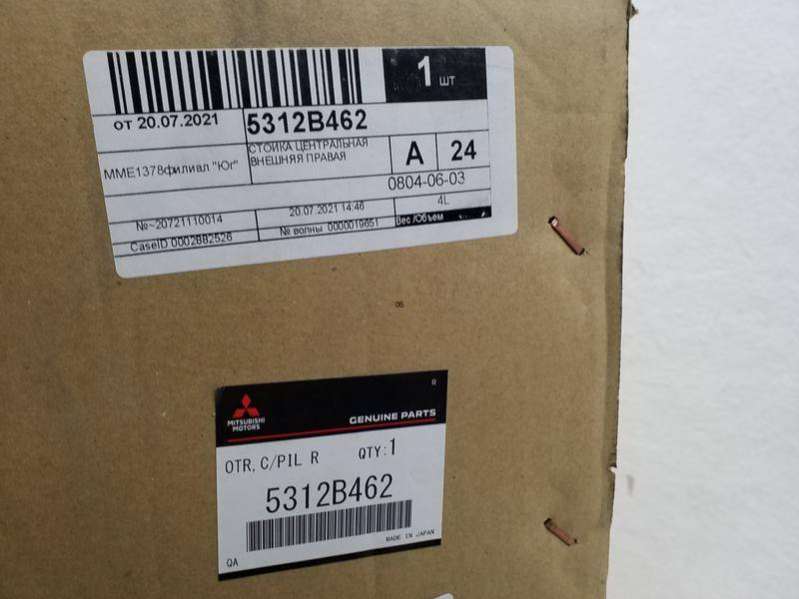 1 шт
от 20.07.2021
5312B462
MME1378филиал "Юг"
СТОЙКА ЦЕНТРАЛЬНАЯ
ВНЕШНЯЯ ПРАВАЯ
A
24
0804-06-03
№~20721110014
20.07.2021 14:46
4L
CaseID 0002882526
№ волны 0000019651
Вес /Объем
R
MITSUBISHI
MOTORS
GENUINE PARTS
OTR, C/PIL R
QTY:1
5312B462
MADE IN JAPAN
QA